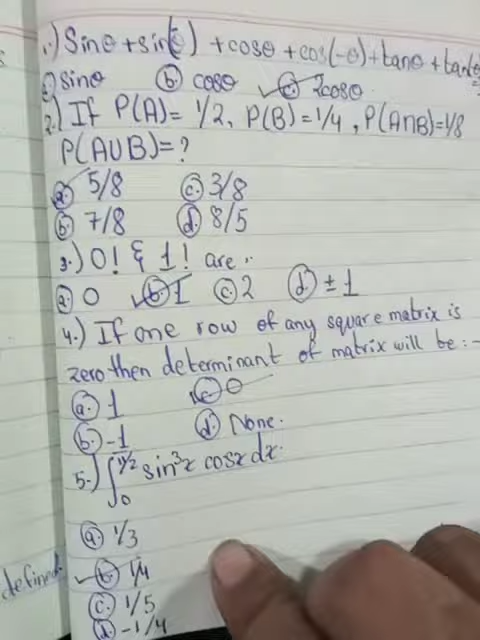 1.) Sinθ + sin(-θ) + cosθ + cos(-θ) + tanθ + tan(-θ)
a) sinθ b) cosθ c) 2cosθ
2.) If P(A) = 1/2, P(B) = 1/4, P(A∩B) = 1/8
P(AUB) = ?
a. 5/8 c. 3/8
b. 7/8 d. 8/5
3.) 0! & 1! are..
a. 0 b. 1 c. 2 d. ±1
4.) If one row of any square matrix is
zero then determinant of matrix will be :-
a. 1 c. 0
b. -1 d. None.
5.) ∫₀^(π/2) sin³x cosx dx.
a. 1/3
defined. b. 1/4
c. 1/5
d. -1/4